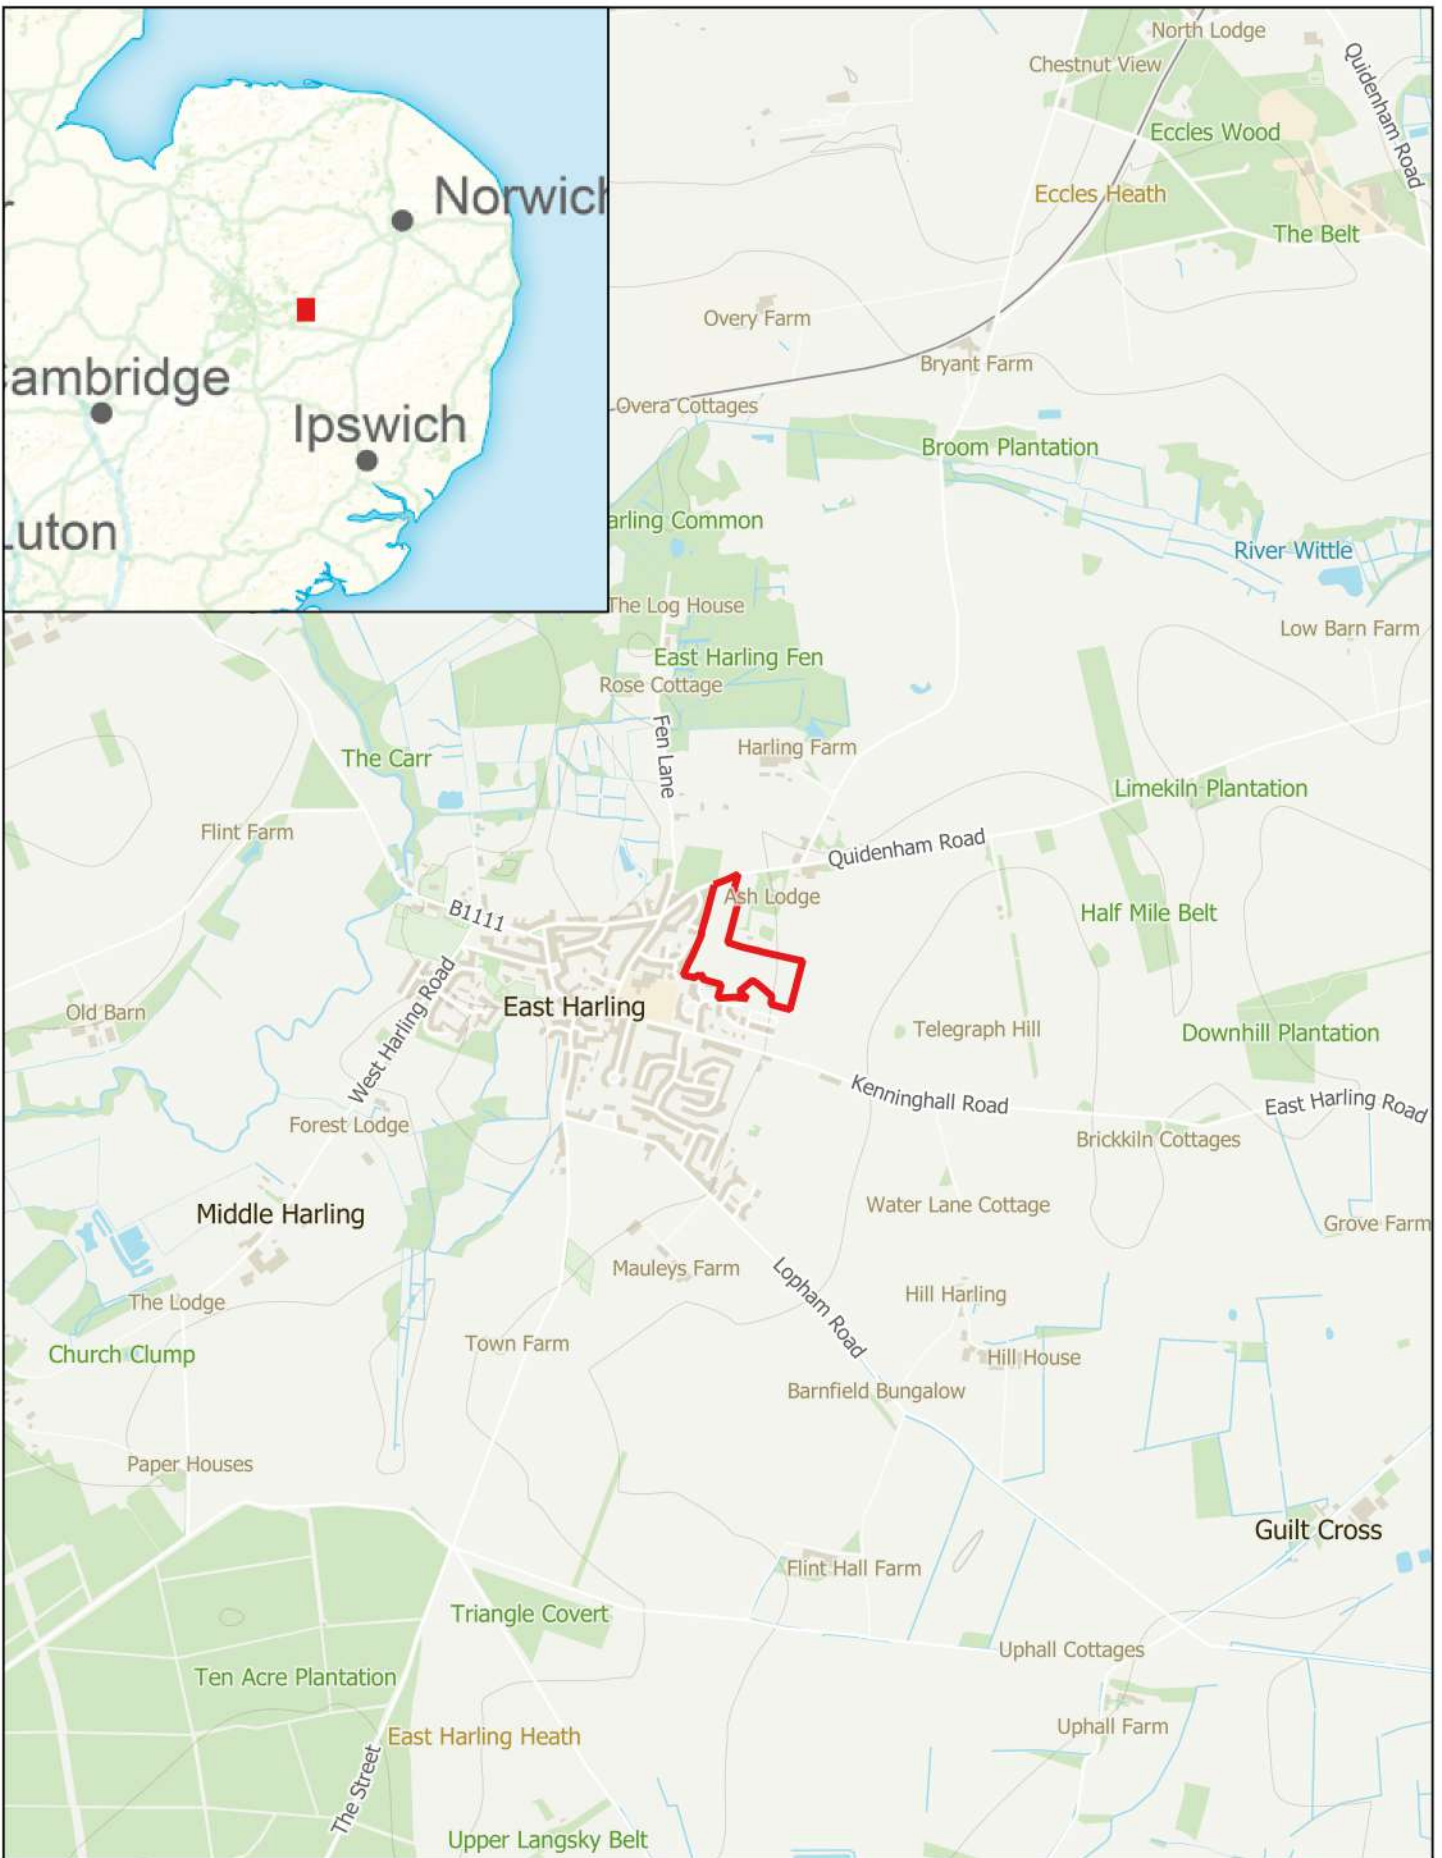 North Lodge
Chestnut View
Quidenham Road
Eccles Wood
Norwich
Eccles Heath
The Belt
Overy Farm
Bryant Farm
ambridge
Overa Cottages
Ipswich
Broom Plantation
arling Common
uton
River Wittle
The Log House
Low Barn Farm
East Harling Fen
Rose Cottage
Fen Lane
Harling Farm
The Carr
Limekiln Plantation
Flint Farm
Quidenham Road
Ash Lodge
B1111
Half Mile Belt
West Harling Road
East Harling
Old Barn
Telegraph Hill
Downhill Plantation
Kenninghall Road
East Harling Road
Forest Lodge
Brickkiln Cottages
Middle Harling
Water Lane Cottage
Grove Farm
Mauleys Farm
Lopham Road
Hill Harling
The Lodge
Town Farm
Church Clump
Hill House
Barnfield Bungalow
Paper Houses
Guilt Cross
Flint Hall Farm
Triangle Covert
Uphall Cottages
Ten Acre Plantation
East Harling Heath
Uphall Farm
The Street
Upper Langsky Belt